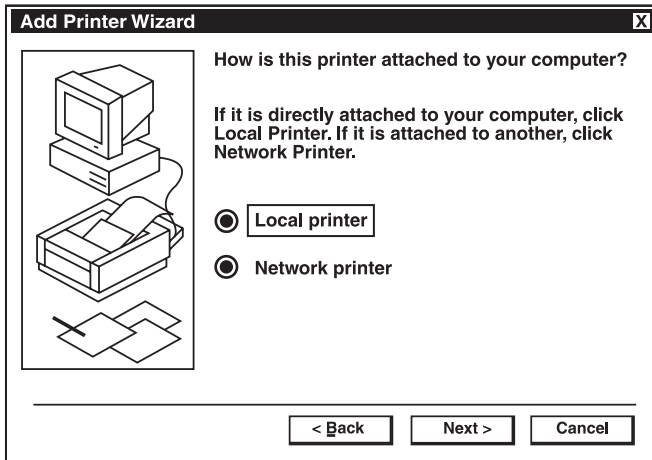 Add Printer Wizard X
How is this printer attached to your computer?
If it is directly attached to your computer, click
Local Printer. If it is attached to another, click
Network Printer.
Local printer
Network printer
< Back Next > Cancel